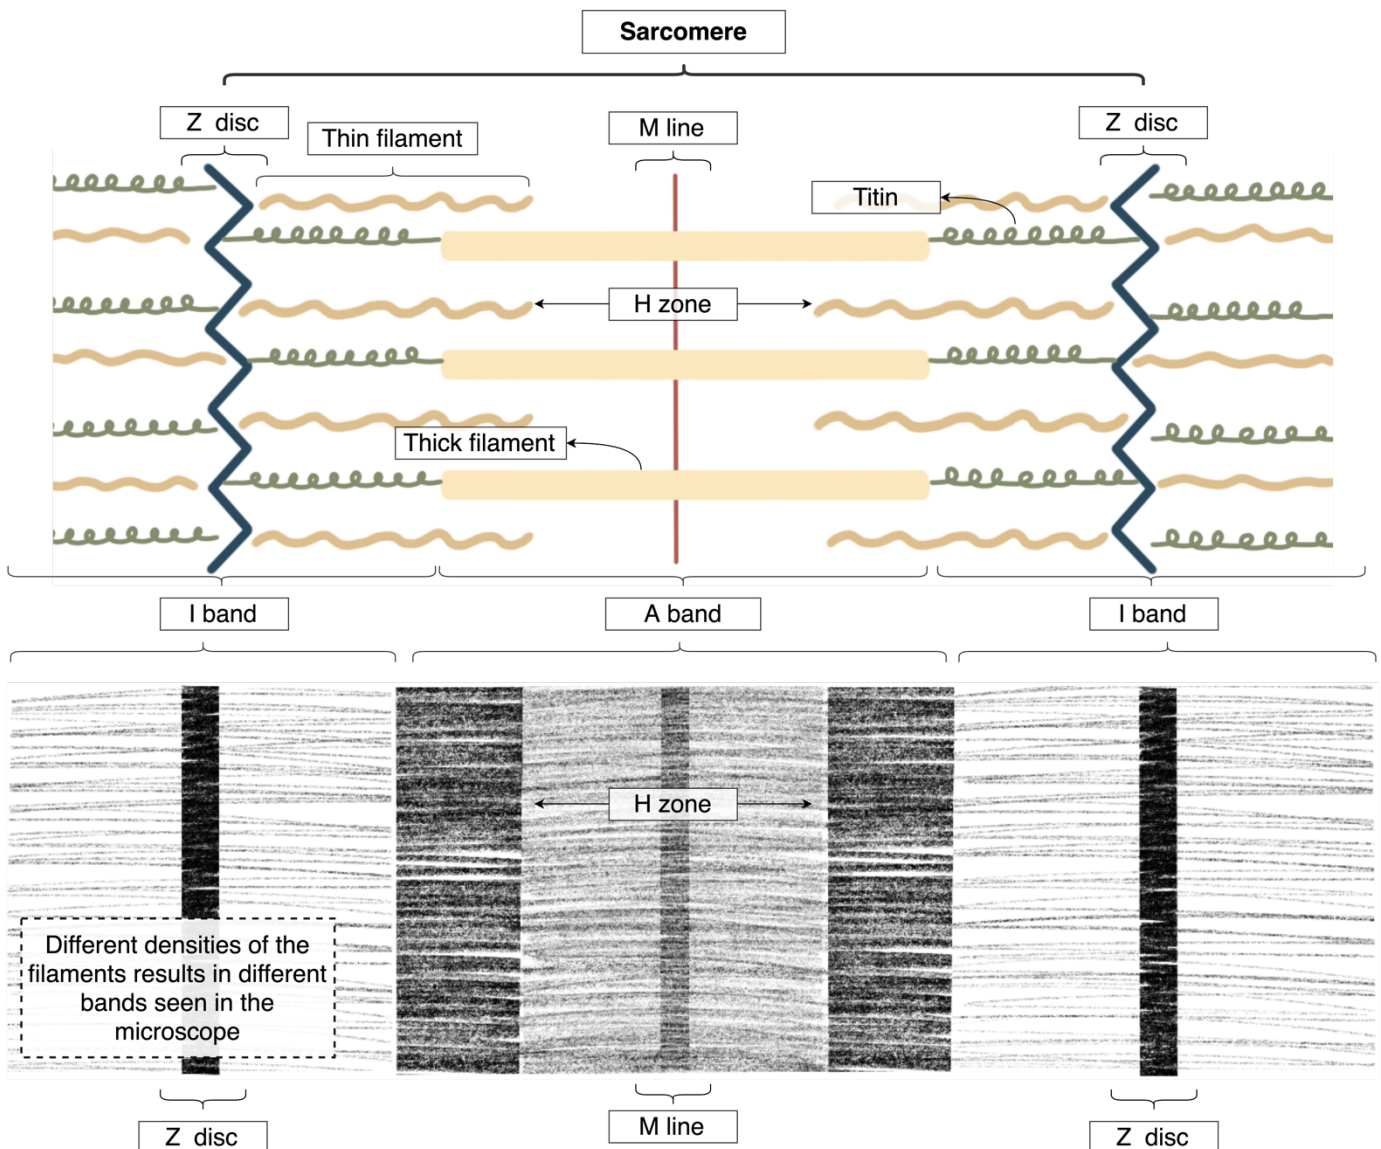 Sarcomere
Z disc
Thin filament
M line
Z disc
Titin
H zone
Thick filament
I band
A band
I band
H zone
Different densities of the
filaments results in different
bands seen in the
microscope
Z disc
M line
Z disc